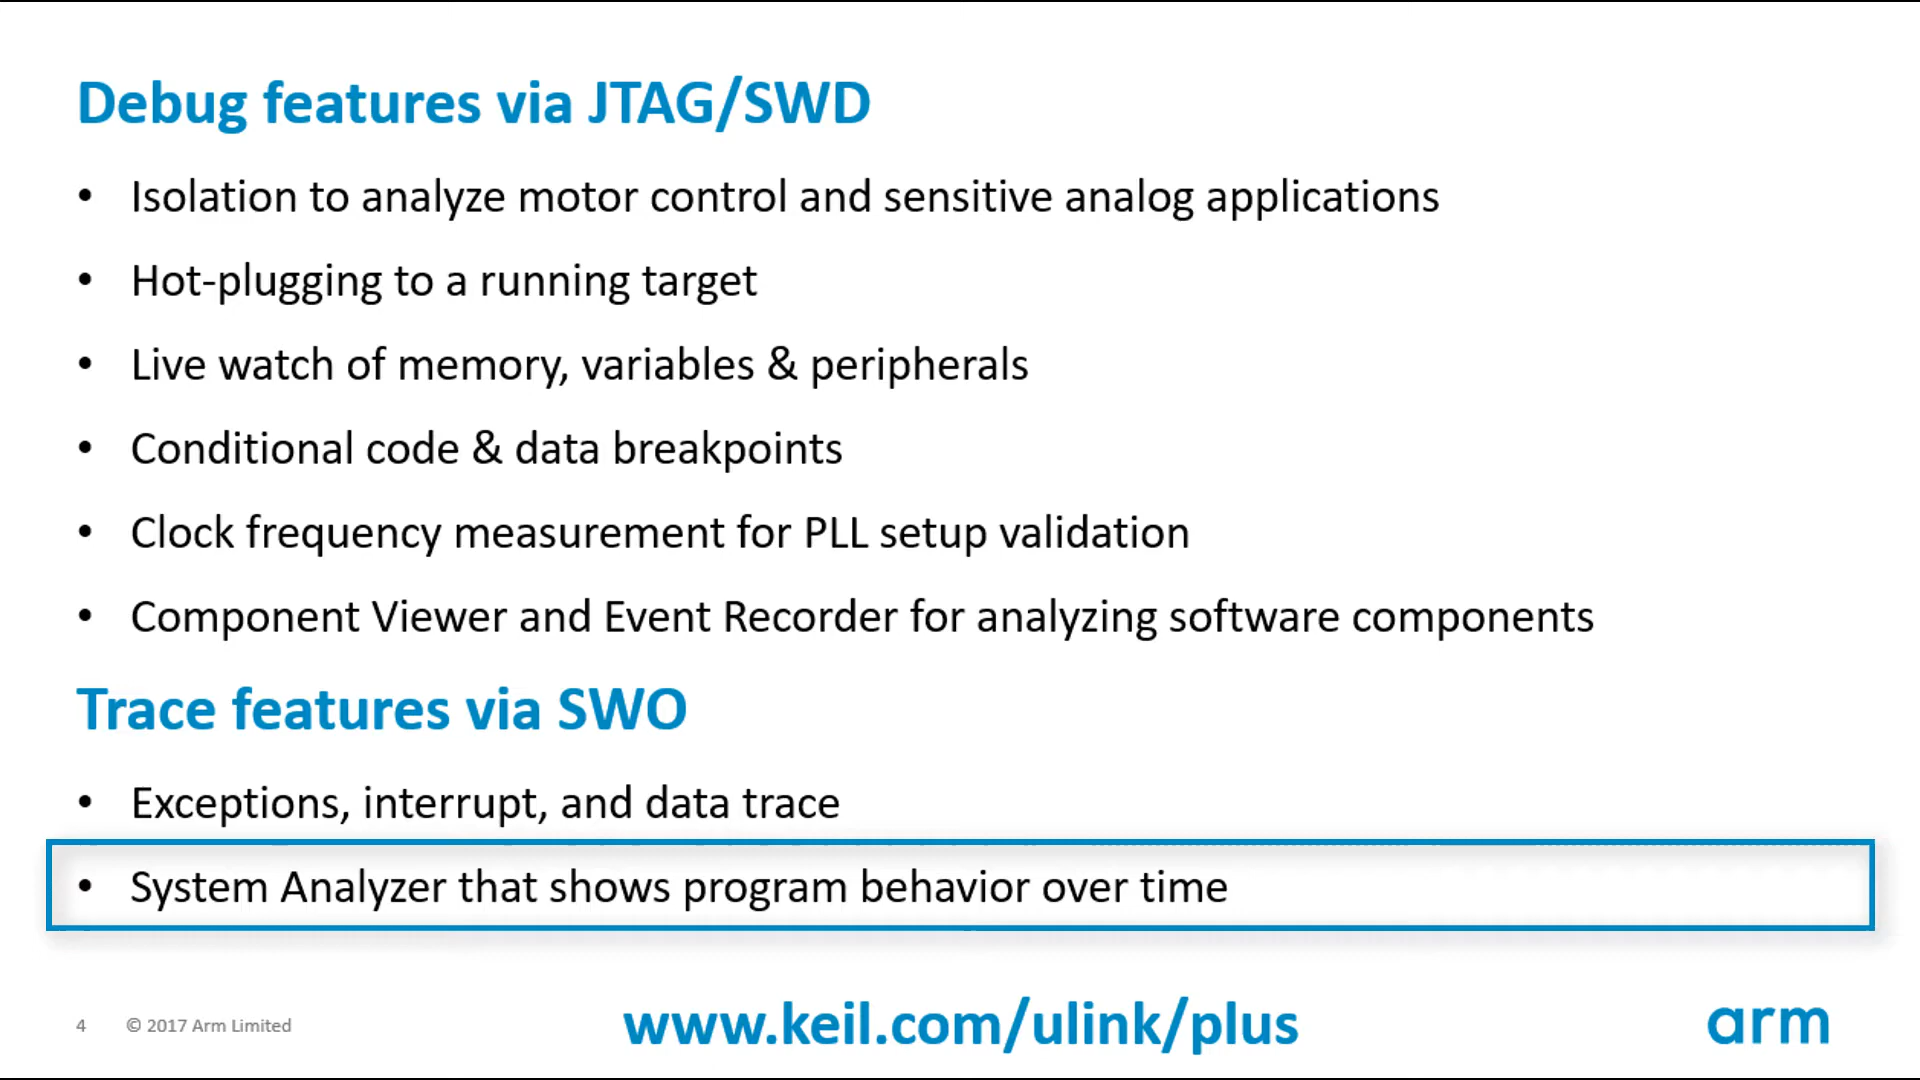 Debug features via JTAG/SWD
• Isolation to analyze motor control and sensitive analog applications
• Hot-plugging to a running target
• Live watch of memory, variables & peripherals
• Conditional code & data breakpoints
• Clock frequency measurement for PLL setup validation
• Component Viewer and Event Recorder for analyzing software components
Trace features via SWO
• Exceptions, interrupt, and data trace
• System Analyzer that shows program behavior over time
4 © 2017 Arm Limited
www.keil.com/ulink/plus
arm